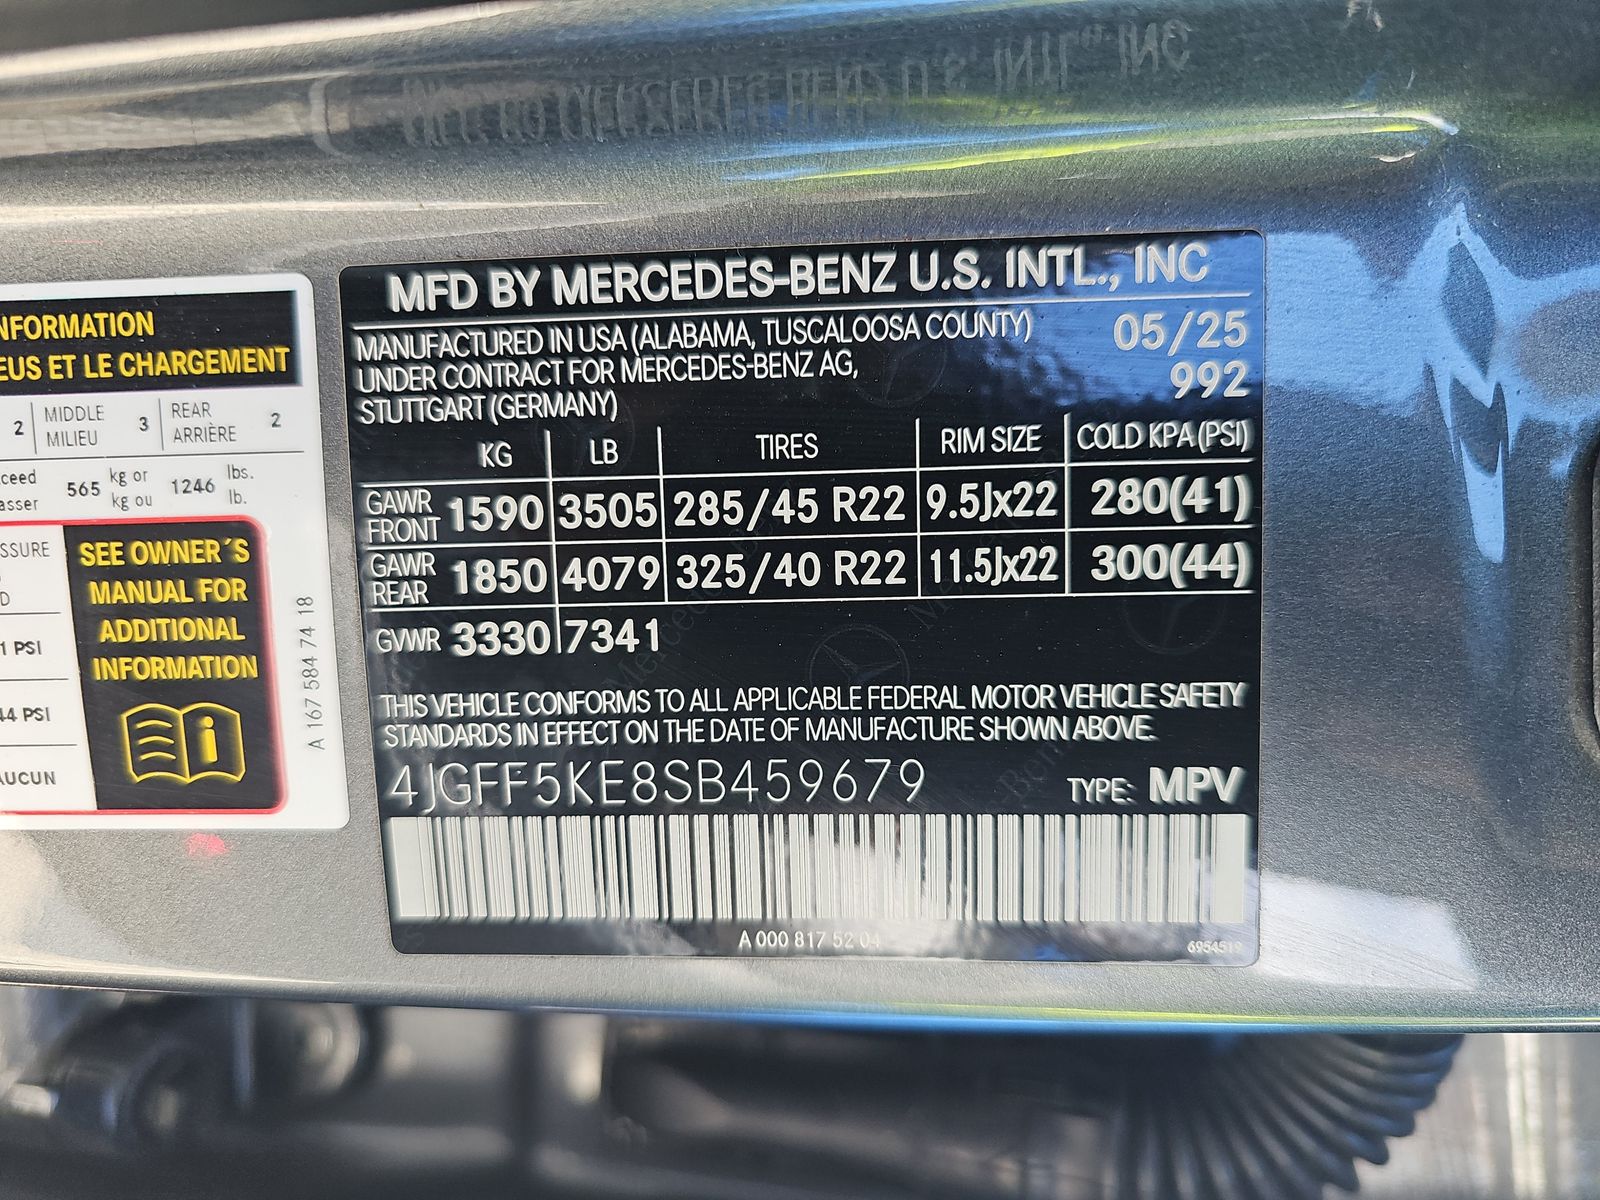 MFD BY MERCEDES-BENZ U.S. INTL., INC
MANUFACTURED IN USA (ALABAMA, TUSCALOOSA COUNTY) 05/25
UNDER CONTRACT FOR MERCEDES-BENZ AG, 992
STUTTGART (GERMANY)
KG LB TIRES RIM SIZE COLD KPA (PSI)
GAWR FRONT 1590 3505 285/45 R22 9.5Jx22 280(41)
GAWR REAR 1850 4079 325/40 R22 11.5Jx22 300(44)
GVWR 3330 7341
THIS VEHICLE CONFORMS TO ALL APPLICABLE FEDERAL MOTOR VEHICLE SAFETY
STANDARDS IN EFFECT ON THE DATE OF MANUFACTURE SHOWN ABOVE.
4JGFF5KE8SB459679 TYPE: MPV
A 000 817 52 04 6954519
NFORMATION
EUS ET LE CHARGEMENT
2 MIDDLE MILIEU 3 REAR ARRIÈRE 2
xceed 565 kg or 1246 lbs.
asser kg ou lb.
SSURE
D
1 PSI
44 PSI
AUCUN
SEE OWNER´S
MANUAL FOR
ADDITIONAL
INFORMATION
A 167 584 74 18